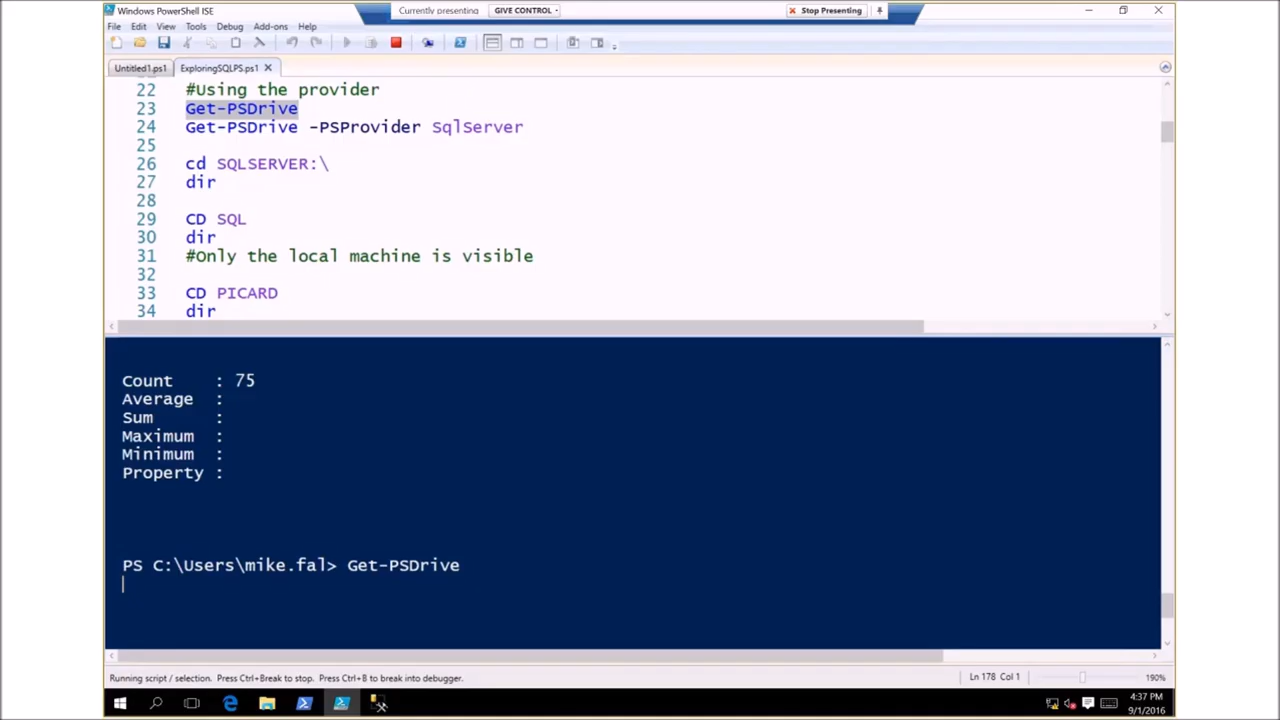 Windows PowerShell ISE
Currently presenting
GIVE CONTROL
Stop Presenting
File Edit View Tools Debug Add-ons Help
Untitled1.ps1 ExploringSQLPS.ps1
22 #Using the provider
23 Get-PSDrive
24 Get-PSDrive -PSProvider SqlServer
25
26 cd SQLSERVER:\
27 dir
28
29 CD SQL
30 dir
31 #Only the local machine is visible
32
33 CD PICARD
34 dir
Count : 75
Average :
Sum :
Maximum :
Minimum :
Property :
PS C:\Users\mike.fal> Get-PSDrive
Running script / selection. Press Ctrl+Break to stop. Press Ctrl+B to break into debugger.
Ln 178 Col 1
190%
4:37 PM
9/1/2016